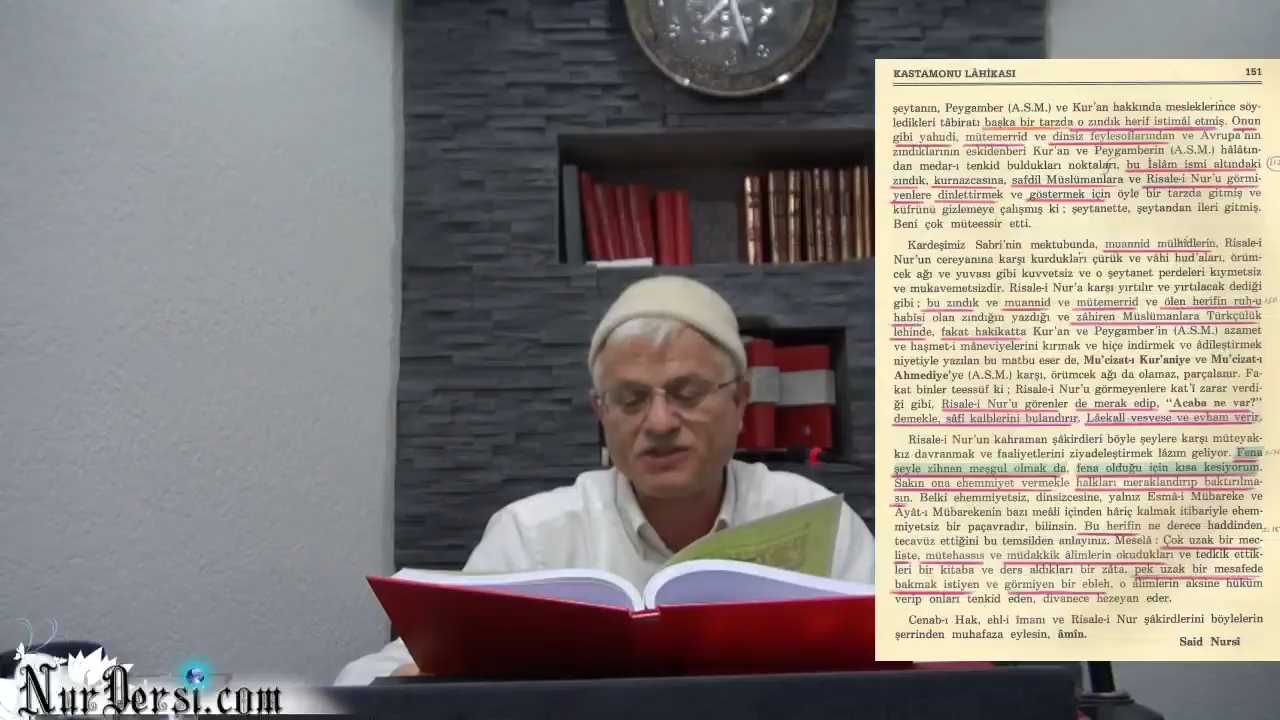 KASTAMONU LÂHİKASI 151
şeytanın, Peygamber (A.S.M.) ve Kur'an hakkında mesleklerince söy-
ledikleri tâbiratı başka bir tarzda o zındık herif istimâl etmiş. Onun
gibi yahudi, mütemerrid ve dinsiz feylesoflarından ve Avrupa'nın
zındıklarının eskidenberi Kur'an ve Peygamberin (A.S.M.) hâlâtın-
dan medar-ı tenkid buldukları noktaları, bu İslâm ismi altındaki
zındık, kurnazcasına, safdil Müslümanlara ve Risale-i Nur'u görmi-
yenlere dinlettirmek ve göstermek için öyle bir tarzda gitmiş ve
küfrünü gizlemeye çalışmış ki; şeytanette, şeytandan ileri gitmiş.
Beni çok müteessir etti.
Kardeşimiz Sabri'nin mektubunda, muannid mülhidlerin, Risale-i
Nur'un cereyanına karşı kurdukları çürük ve vâhi hud'aları, örüm-
cek ağı ve yuvası gibi kuvvetsiz ve o şeytanet perdeleri kıymetsiz
ve mukavemetsizdir. Risale-i Nur'a karşı yırtılır ve yırtılacak dediği
gibi; bu zındık ve muannid ve mütemerrid ve ölen herifin ruh-u
habisi olan zındığın yazdığı ve zâhiren Müslümanlara Türkçülük
lehinde, fakat hakikatta Kur'an ve Peygamber'in (A.S.M.) azamet
ve haşmet-i mâneviyelerini kırmak ve hiçe indirmek ve âdileştirmek
niyetiyle yazılan bu matbu eser de, Mu'cizat-ı Kur'aniye ve Mu'cizat-ı
Ahmediye'ye (A.S.M.) karşı, örümcek ağı da olamaz, parçalanır. Fa-
kat binler teessüf ki; Risale-i Nur'u görmeyenlere kat'î zarar verdi-
ği gibi, Risale-i Nur'u görenler de merak edip, "Acaba ne var?"
demekle, sâfi kalblerini bulandırır. Lâekall vesvese ve evham verir.
Risale-i Nur'un kahraman şâkirdleri böyle şeylere karşı müteyak-
kız davranmak ve faaliyetlerini ziyadeleştirmek lâzım geliyor. Fena
şeyle zihnen meşgul olmak da, fena olduğu için kısa kesiyorum.
Sakın ona ehemmiyet vermekle halkları meraklandırıp baktırılma-
sın. Belki ehemmiyetsiz, dinsizcesine, yalnız Esmâ-i Mübareke ve
Âyât-ı Mübarekenin bazı meâli içinden hâriç kalmak itibariyle ehem-
miyetsiz bir paçavradır, bilinsin. Bu herifin ne derece haddinden
tecavüz ettiğini bu temsilden anlayınız. Meselâ: Çok uzak bir mec-
liste, mütehassıs ve müdakkik âlimlerin okudukları ve tedkik ettik-
leri bir kitaba ve ders aldıkları bir zâta, pek uzak bir mesafede
bakmak istiyen ve görmiyen bir ebleh, o âlimlerin aksine hüküm
verip onları tenkid eden, divanece hezeyan eder.
Cenab-ı Hak, ehl-i îmanı ve Risale-i Nur şâkirdlerini böylelerin
şerrinden muhafaza eylesin, âmîn.
Said Nursî
NurDersi.com